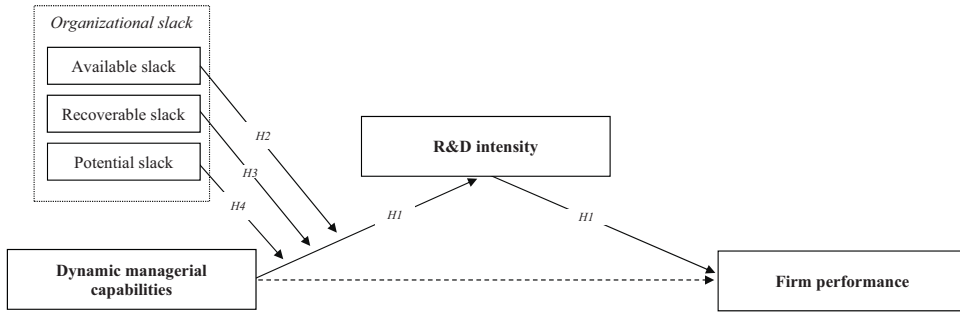 Organizational slack
Available slack
Recoverable slack
Potential slack
H2
H3
H4
R&D intensity
H1
H1
Dynamic managerial
capabilities
Firm performance